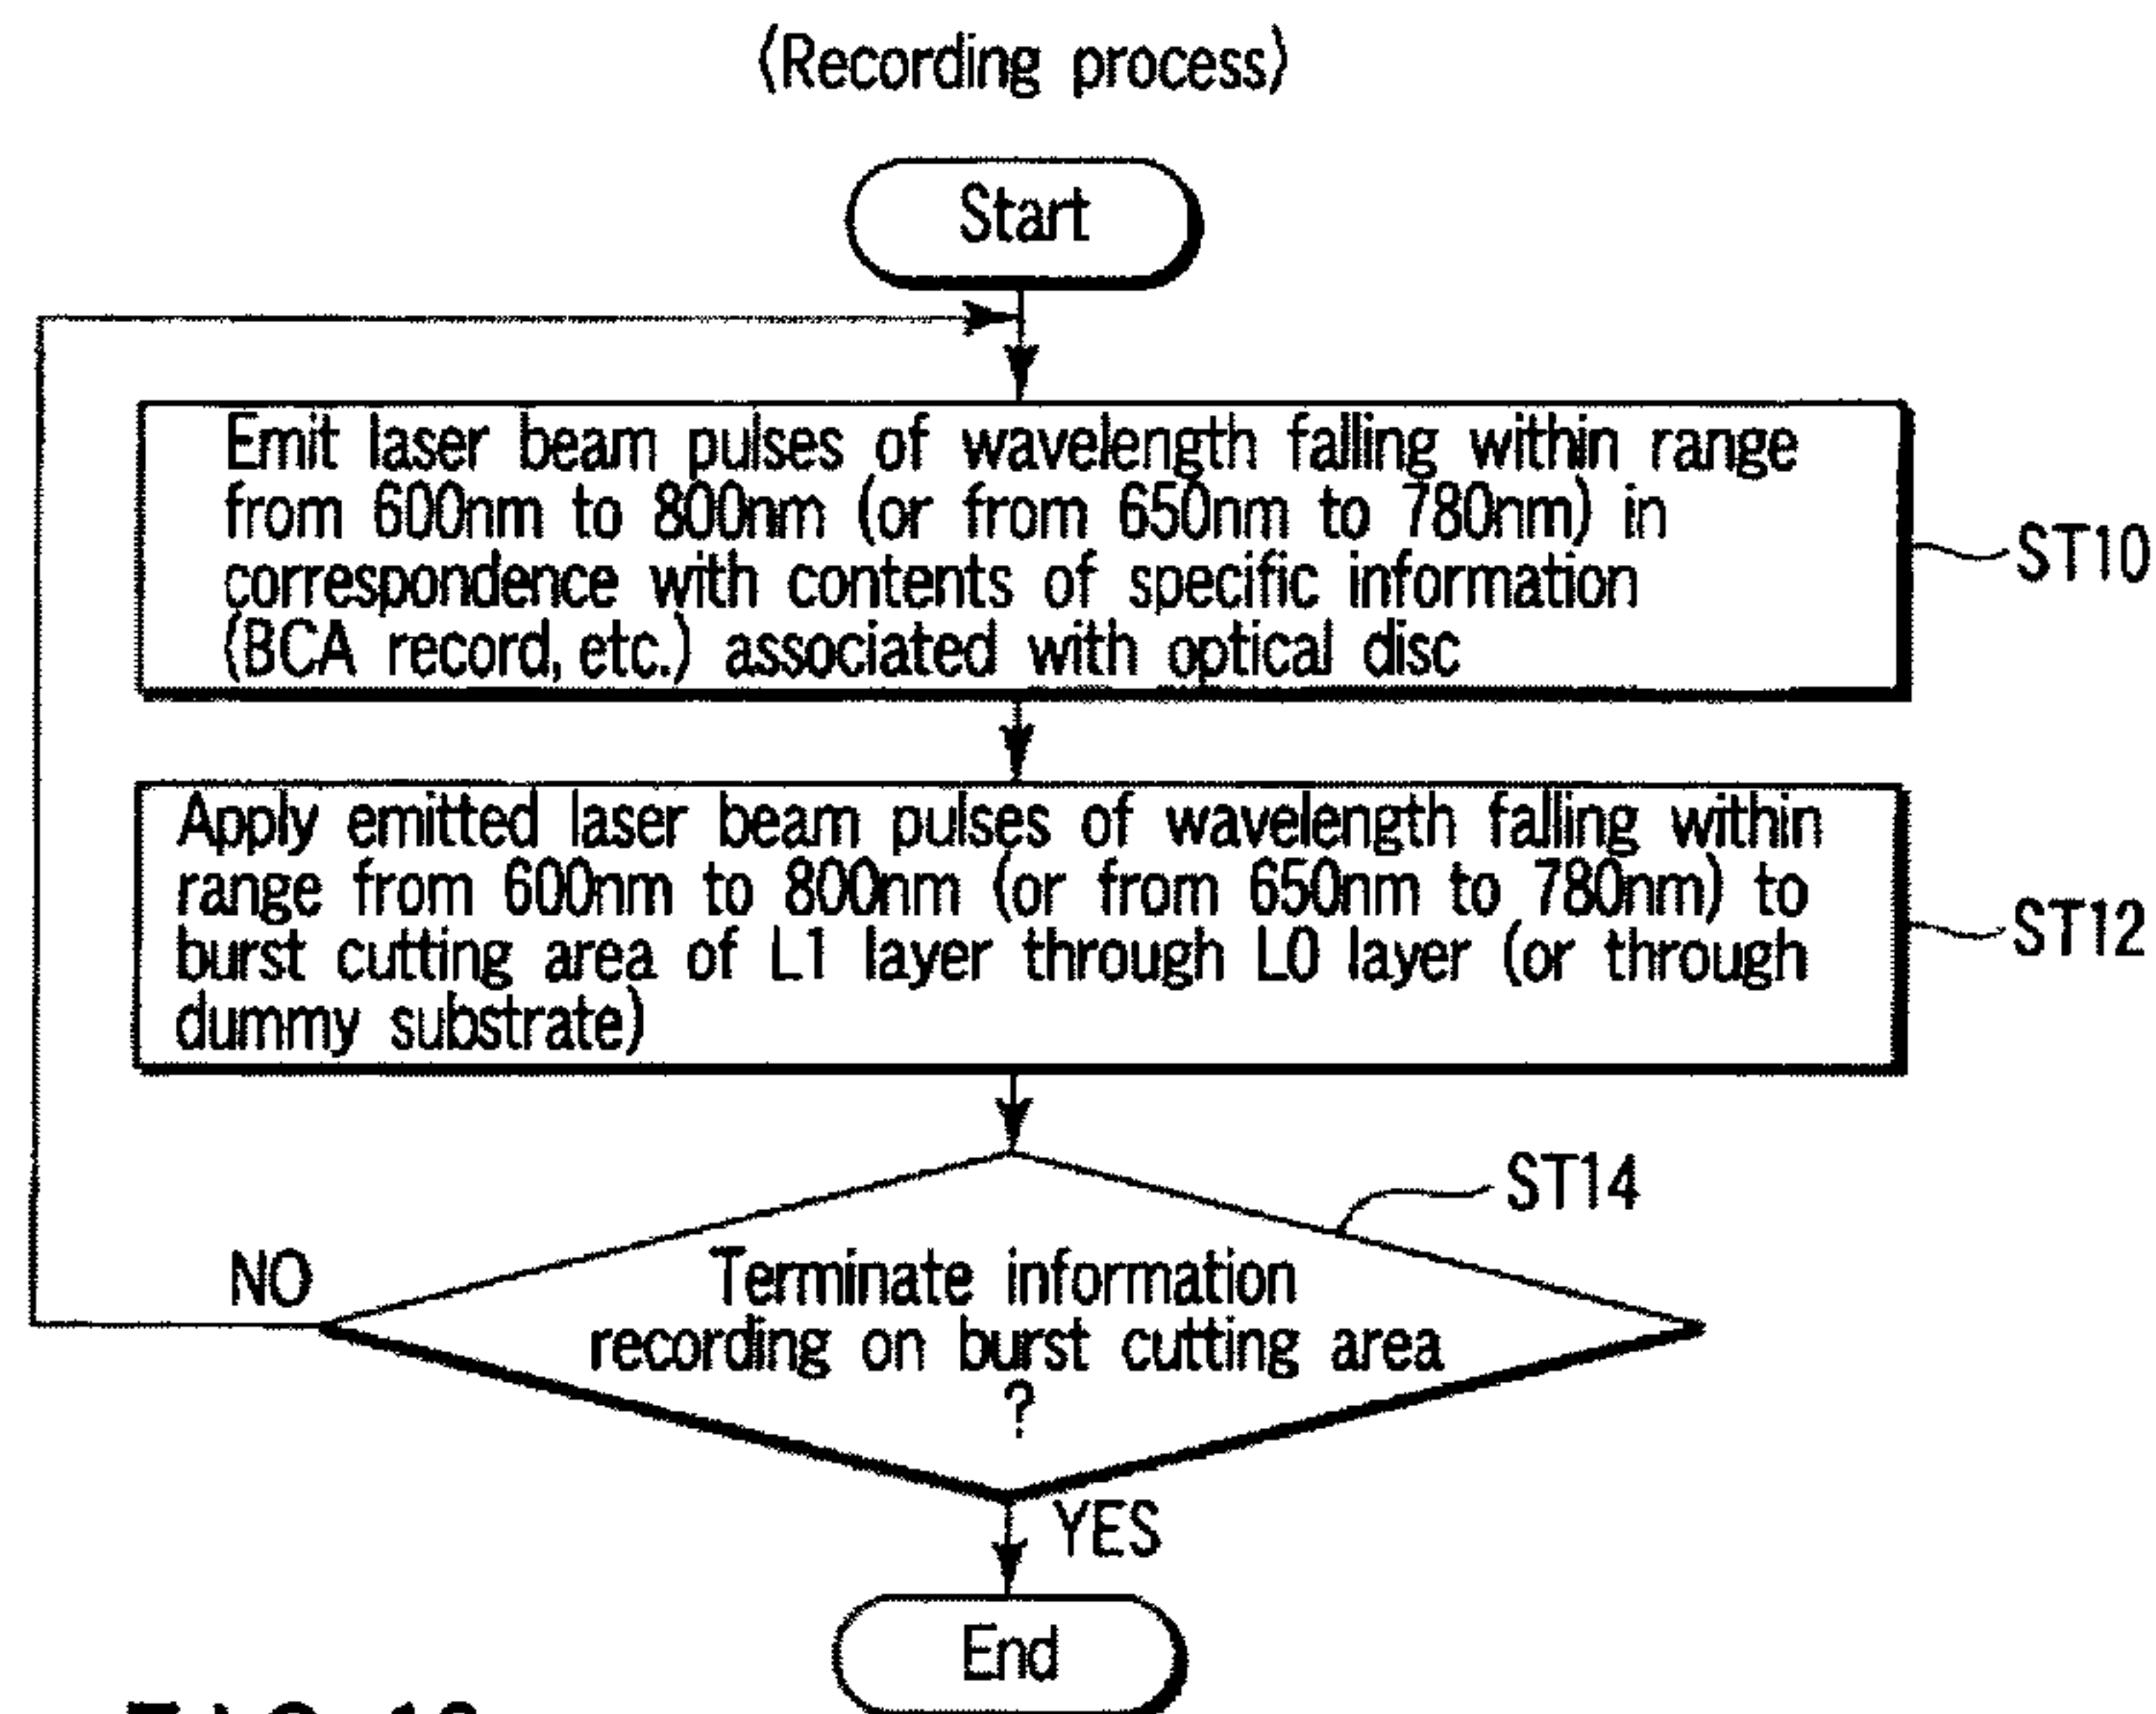 (Recording process)
Start
Emit laser beam pulses of wavelength falling within range
from 600nm to 800nm (or from 650nm to 780nm) in
correspondence with contents of specific information
(BCA record, etc.) associated with optical disc
ST10
Apply emitted laser beam pulses of wavelength falling within
range from 600nm to 800nm (or from 650nm to 780nm) to
burst cutting area of L1 layer through L0 layer (or through
dummy substrate)
ST12
ST14
NO
Terminate information
recording on burst cutting area
?
YES
End